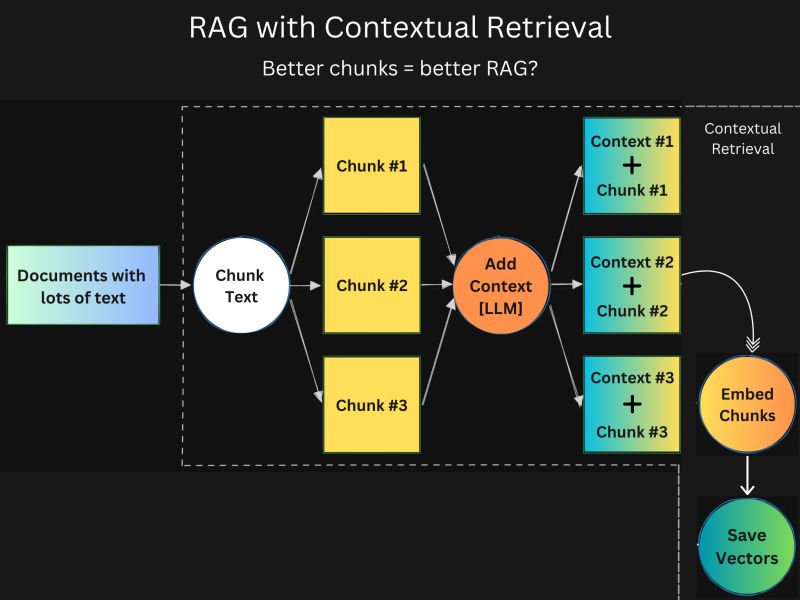 RAG with Contextual Retrieval
Better chunks = better RAG?
Contextual
Retrieval
Documents with
lots of text
Chunk
Text
Chunk #1
Chunk #2
Chunk #3
Add
Context
[LLM]
Context #1
+
Chunk #1
Context #2
+
Chunk #2
Context #3
+
Chunk #3
Embed
Chunks
Save
Vectors